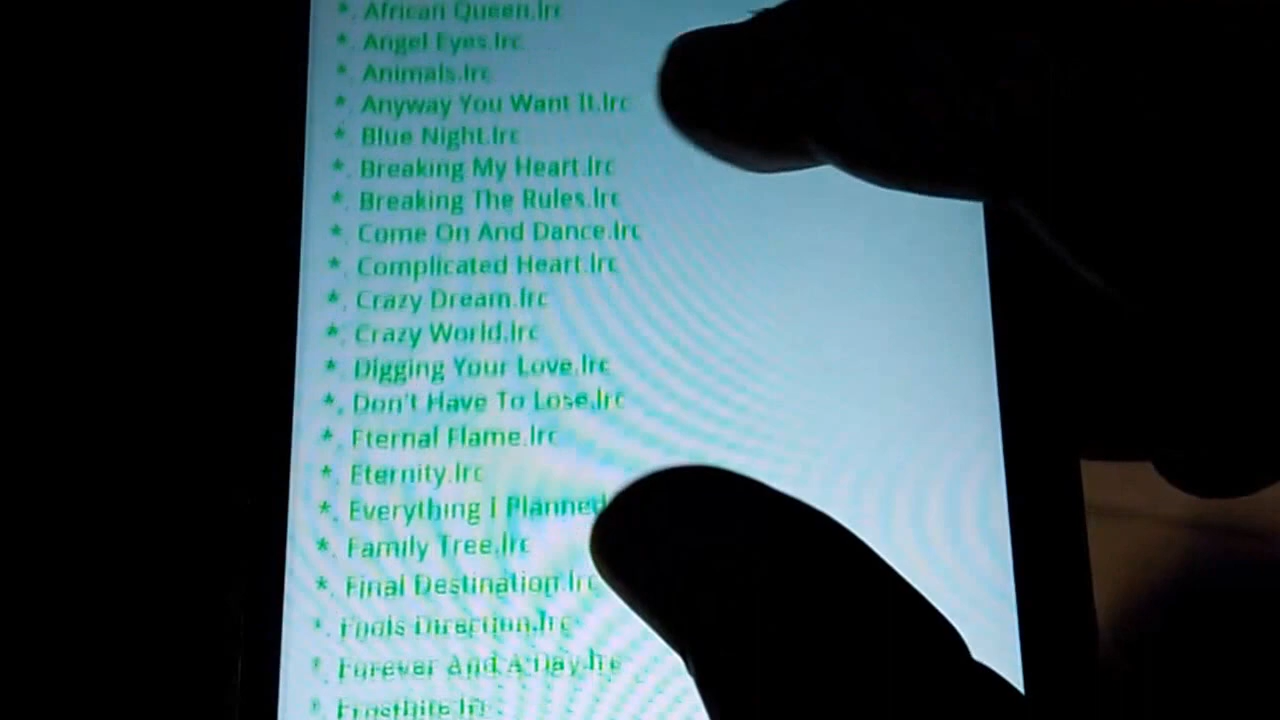 *. African Queen.lrc
*. Angel Eyes.lrc
*. Animals.lrc
*. Anyway You Want It.lrc
*. Blue Night.lrc
*. Breaking My Heart.lrc
*. Breaking The Rules.lrc
*. Come On And Dance.lrc
*. Complicated Heart.lrc
*. Crazy Dream.lrc
*. Crazy World.lrc
*. Digging Your Love.lrc
*. Don't Have To Lose.lrc
*. Eternal Flame.lrc
*. Eternity.lrc
*. Everything I Planned
*. Family Tree.lrc
*. Final Destination.lrc
*. Fools Direction.lrc
*. Forever And A Day.lrc
*. Frostbite.lrc